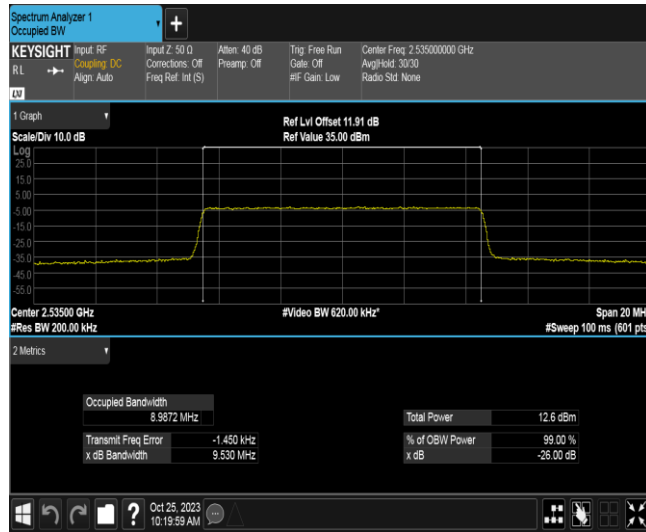 Spectrum Analyzer 1
Occupied BW
KEYSIGHT
RL
LXI
Input: RF
Coupling: DC
Align: Auto
Input Z: 50 Ω
Corrections: Off
Freq Ref: Int (S)
Atten: 40 dB
Preamp: Off
Trig: Free Run
Gate: Off
#IF Gain: Low
Center Freq: 2.535000000 GHz
Avg|Hold: 30/30
Radio Std: None
1 Graph
Scale/Div 10.0 dB
Ref Lvl Offset 11.91 dB
Ref Value 35.00 dBm
Log
25.0
15.0
5.00
-5.00
-15.0
-25.0
-35.0
-45.0
-55.0
Center 2.53500 GHz
#Res BW 200.00 kHz
#Video BW 620.00 kHz*
Span 20 MH
#Sweep 100 ms (601 pts
2 Metrics
Occupied Bandwidth
8.9872 MHz
Transmit Freq Error -1.450 kHz
x dB Bandwidth 9.530 MHz
Total Power 12.6 dBm
% of OBW Power 99.00 %
x dB -26.00 dB
?
Oct 25, 2023
10:19:59 AM